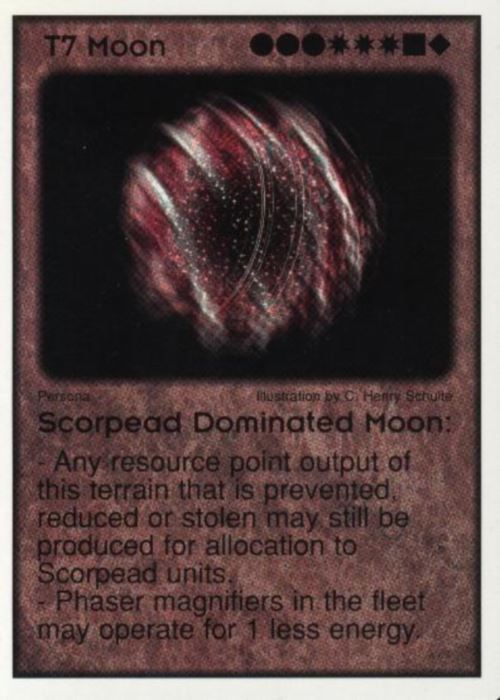 T7 Moon
Persona Illustration by C. Henry Schulte
Scorpead Dominated Moon:
- Any resource point output of
this terrain that is prevented,
reduced or stolen may still be
produced for allocation to
Scorpead units.
- Phaser magnifiers in the fleet
may operate for 1 less energy.